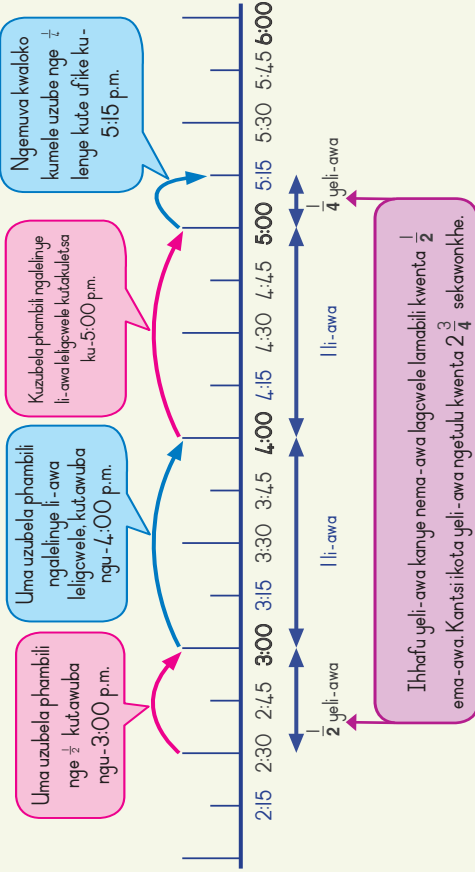 Uma uzubela phambili
nge 1/2 kutawuba
ngu-3:00 p.m.
Uma uzubela phambili
ngalelinye li-awa
leligcwele, kutawuba
ngu-4:00 p.m.
Kuzubela phambili ngalelinye
li-awa leligcwele kutakuletsa
ku-5:00 p.m.
Ngemuva kwaloko
kumele uzube nge 1/4
lenye kute ufike ku-
5:15 p.m.
2:15 2:30 2:45 3:00 3:15 3:30 3:45 4:00 4:15 4:30 4:45 5:00 5:15 5:30 5:45 6:00
1/2 yeli-awa
1 li-awa
1 li-awa
1/4 yeli-awa
Ihhafu yeli-awa kanye nema-awa lagcwele lamabili kwenta 1/2
ema-awa. Kantsi ikota yeli-awa ngetulu kwenta 2 3/4 sekawonkhe.